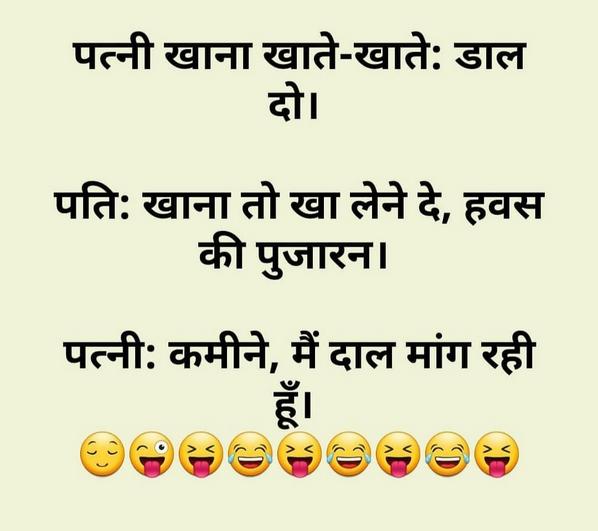 पत्नी खाना खाते-खाते: डाल
दो।
पति: खाना तो खा लेने दे, हवस
की पुजारन।
पत्नी: कमीने, मैं दाल मांग रही
हूँ।
😌😜😝😂😝😂😝😂😝